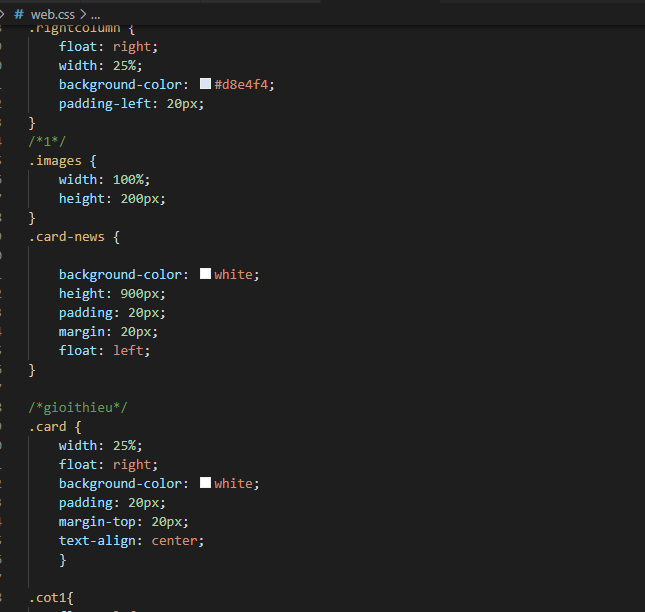 # web.css > ...
.rightcolumn {
float: right;
width: 25%;
background-color: #d8e4f4;
padding-left: 20px;
}
/*1*/
.images {
width: 100%;
height: 200px;
}
.card-news {
background-color: white;
height: 900px;
padding: 20px;
margin: 20px;
float: left;
}
/*gioithieu*/
.card {
width: 25%;
float: right;
background-color: white;
padding: 20px;
margin-top: 20px;
text-align: center;
}
.cot1{